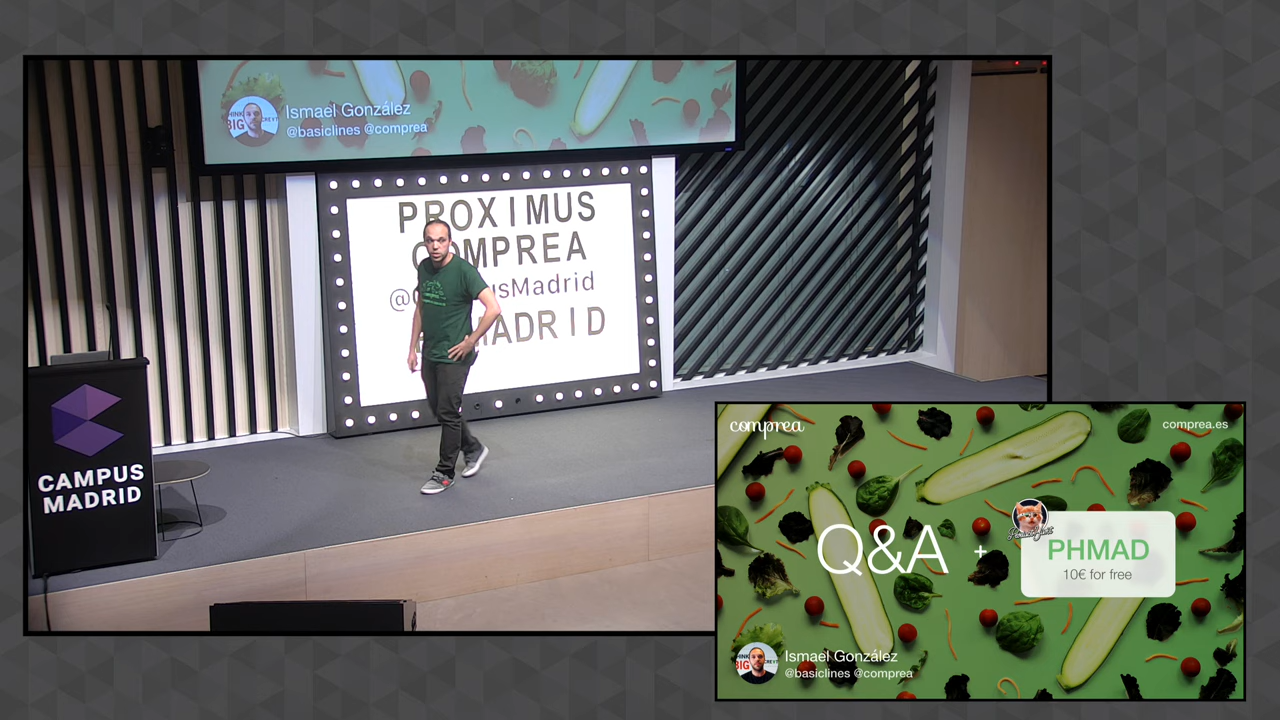 Ismael González
@basiclines @comprea
PROXIMUS
COMPREA
MADRID
CAMPUS
MADRID
comprea
comprea.es
Q&A
+
PHMAD
10€ for free
Ismael González
@basiclines @comprea